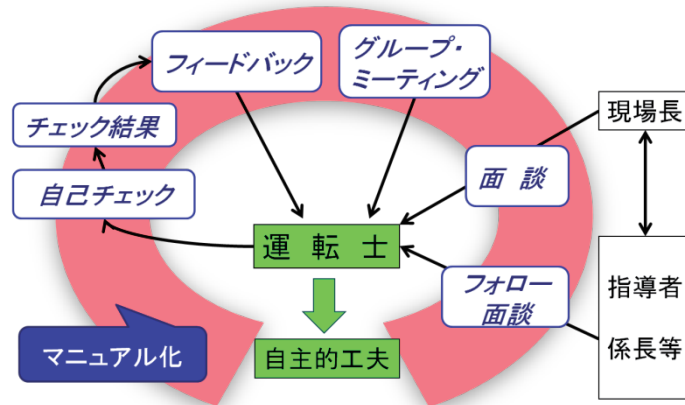 フィードバック
グループ・
ミーティング
チェック結果
現場長
自己チェック
面 談
運 転 士
フォロー
面談
指導者
係長等
マニュアル化
自主的工夫